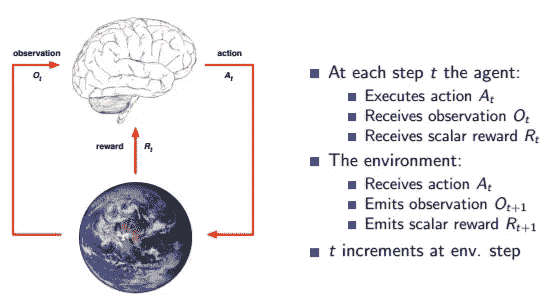 observation
action
O_t
A_t
reward
R_t
At each step t the agent:
Executes action A_t
Receives observation O_t
Receives scalar reward R_t
The environment:
Receives action A_t
Emits observation O_{t+1}
Emits scalar reward R_{t+1}
t increments at env. step